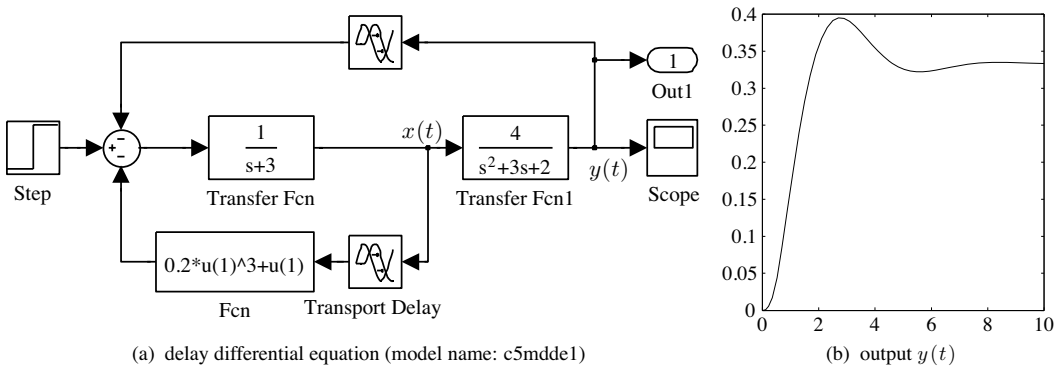 1
Out1
Step
+
−
−
1
s+3
Transfer Fcn
x(t)
4
s²+3s+2
Transfer Fcn1
y(t)
Scope
0.2*u(1)^3+u(1)
Fcn
Transport Delay
(a) delay differential equation (model name: c5mdde1)
0.4
0.35
0.3
0.25
0.2
0.15
0.1
0.05
0
0 2 4 6 8 10
(b) output y(t)